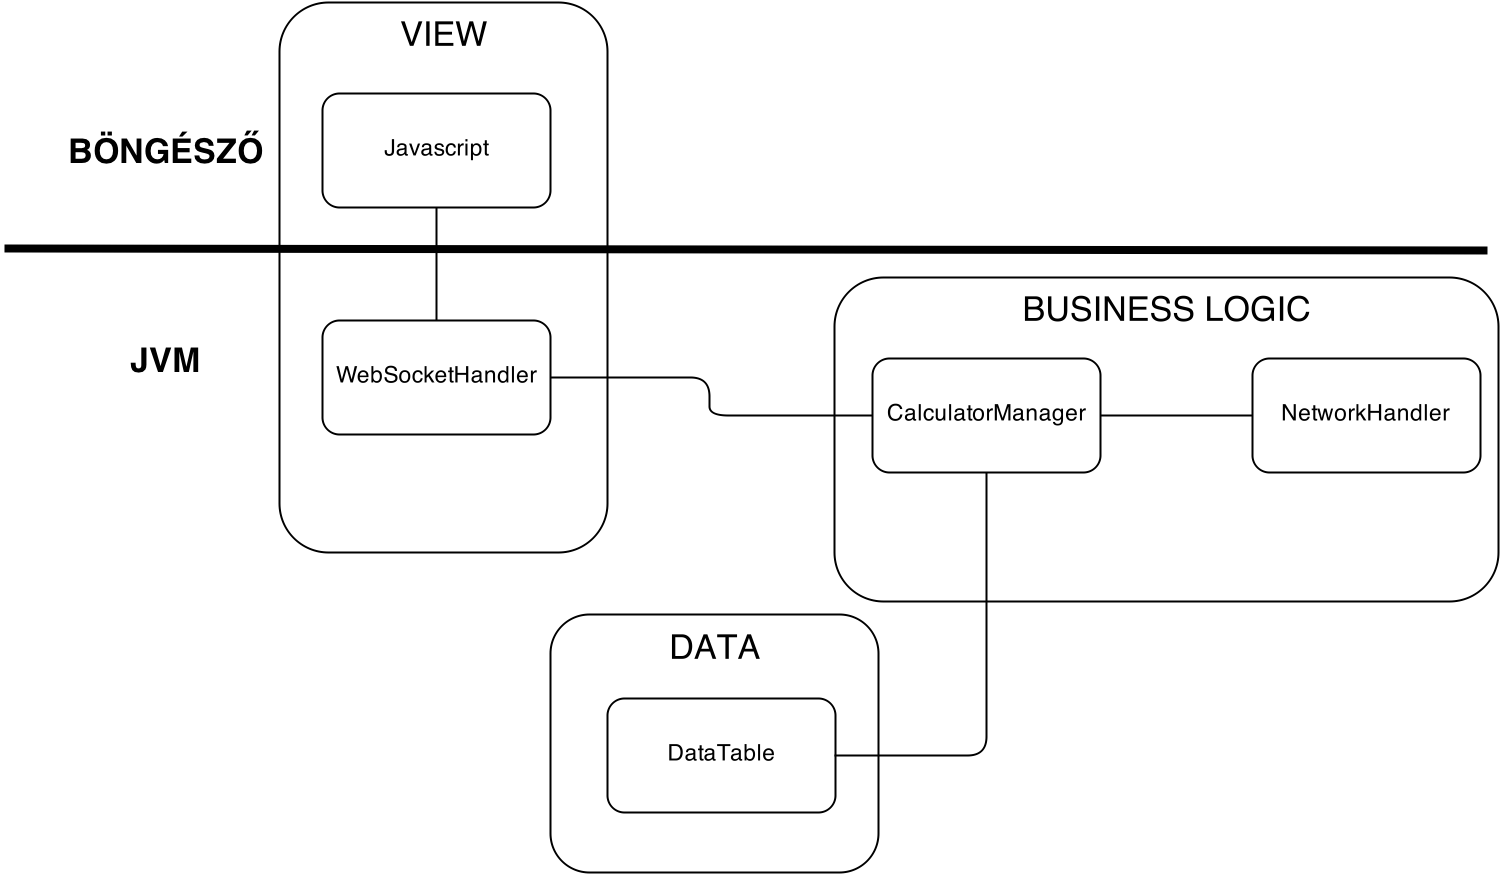 VIEW
Javascript
BÖNGÉSZŐ
BUSINESS LOGIC
JVM
WebSocketHandler
CalculatorManager
NetworkHandler
DATA
DataTable